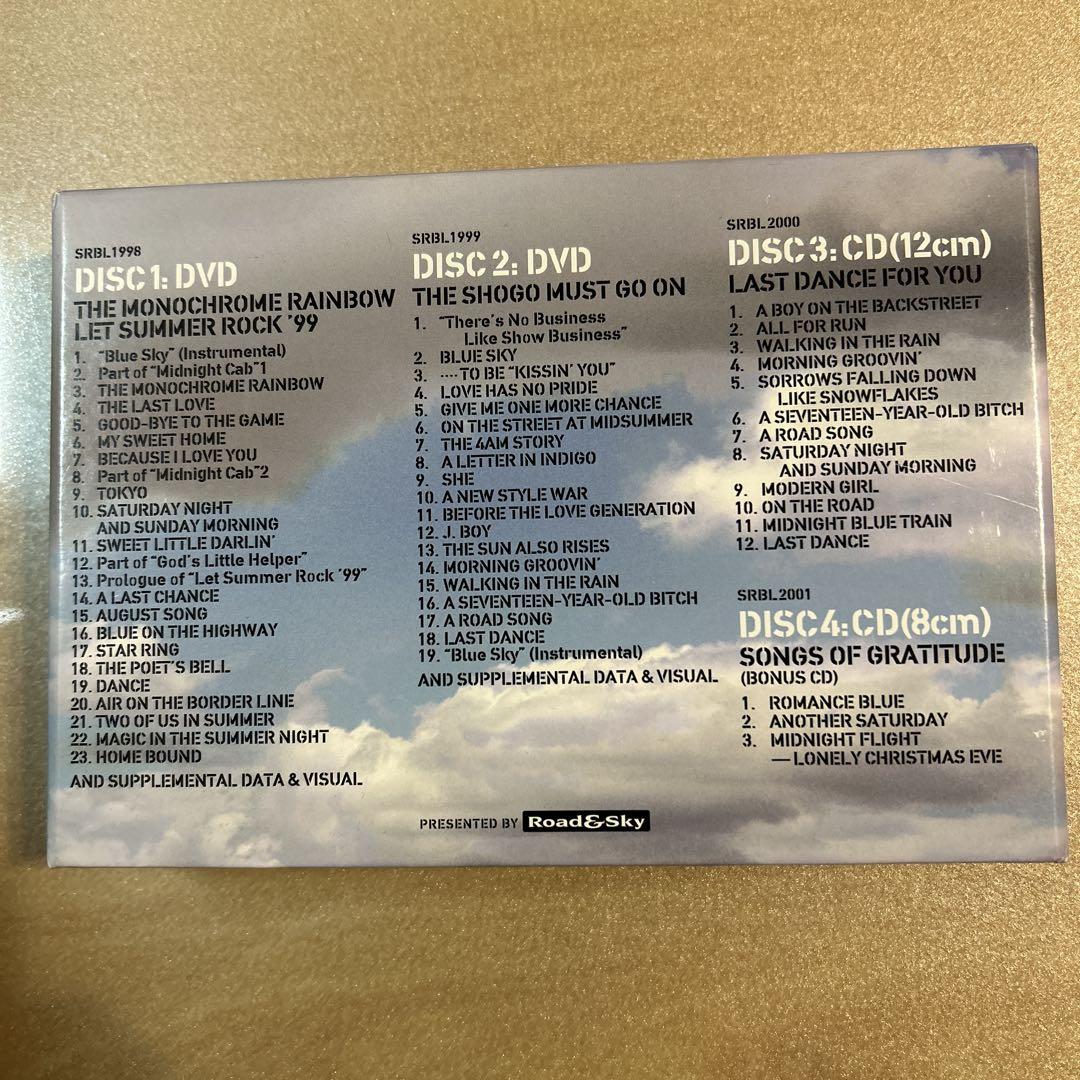 SRBL1998
DISC 1: DVD
THE MONOCHROME RAINBOW
LET SUMMER ROCK '99
1. "Blue Sky" (Instrumental)
2. Part of "Midnight Cab" 1
3. THE MONOCHROME RAINBOW
4. THE LAST LOVE
5. GOOD-BYE TO THE GAME
6. MY SWEET HOME
7. BECAUSE I LOVE YOU
8. Part of "Midnight Cab" 2
9. TOKYO
10. SATURDAY NIGHT
AND SUNDAY MORNING
11. SWEET LITTLE DARLIN'
12. Part of "God's Little Helper"
13. Prologue of "Let Summer Rock '99"
14. A LAST CHANCE
15. AUGUST SONG
16. BLUE ON THE HIGHWAY
17. STAR RING
18. THE POET'S BELL
19. DANCE
20. AIR ON THE BORDER LINE
21. TWO OF US IN SUMMER
22. MAGIC IN THE SUMMER NIGHT
23. HOME BOUND
AND SUPPLEMENTAL DATA & VISUAL
SRBL1999
DISC 2: DVD
THE SHOGO MUST GO ON
1. "There's No Business
Like Show Business"
2. BLUE SKY
3. ····TO BE "KISSIN' YOU"
4. LOVE HAS NO PRIDE
5. GIVE ME ONE MORE CHANCE
6. ON THE STREET AT MIDSUMMER
7. THE 4AM STORY
8. A LETTER IN INDIGO
9. SHE
10. A NEW STYLE WAR
11. BEFORE THE LOVE GENERATION
12. J. BOY
13. THE SUN ALSO RISES
14. MORNING GROOVIN'
15. WALKING IN THE RAIN
16. A SEVENTEEN-YEAR-OLD BITCH
17. A ROAD SONG
18. LAST DANCE
19. "Blue Sky" (Instrumental)
AND SUPPLEMENTAL DATA & VISUAL
SRBL2000
DISC 3: CD(12cm)
LAST DANCE FOR YOU
1. A BOY ON THE BACKSTREET
2. ALL FOR RUN
3. WALKING IN THE RAIN
4. MORNING GROOVIN'
5. SORROWS FALLING DOWN
LIKE SNOWFLAKES
6. A SEVENTEEN-YEAR-OLD BITCH
7. A ROAD SONG
8. SATURDAY NIGHT
AND SUNDAY MORNING
9. MODERN GIRL
10. ON THE ROAD
11. MIDNIGHT BLUE TRAIN
12. LAST DANCE
SRBL2001
DISC 4: CD(8cm)
SONGS OF GRATITUDE
(BONUS CD)
1. ROMANCE BLUE
2. ANOTHER SATURDAY
3. MIDNIGHT FLIGHT
— LONELY CHRISTMAS EVE
PRESENTED BY Road&Sky